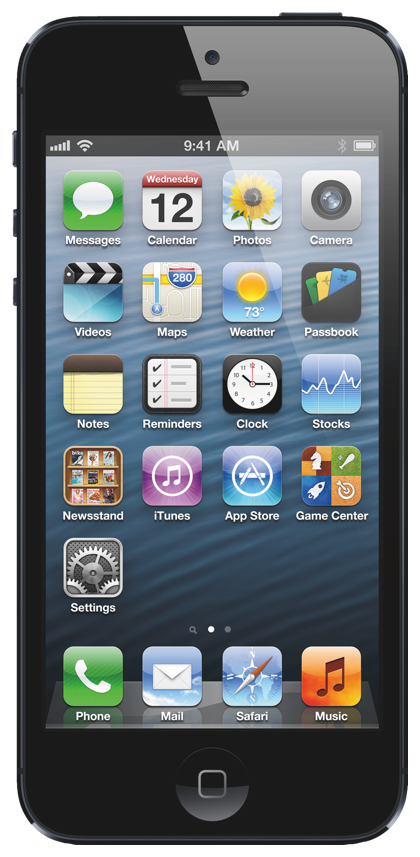 9:41 AM
Wednesday
12
Messages
Calendar
Photos
Camera
280
73°
Videos
Maps
Weather
Passbook
Notes
Reminders
Clock
Stocks
Newsstand
iTunes
App Store
Game Center
Settings
Phone
Mail
Safari
Music